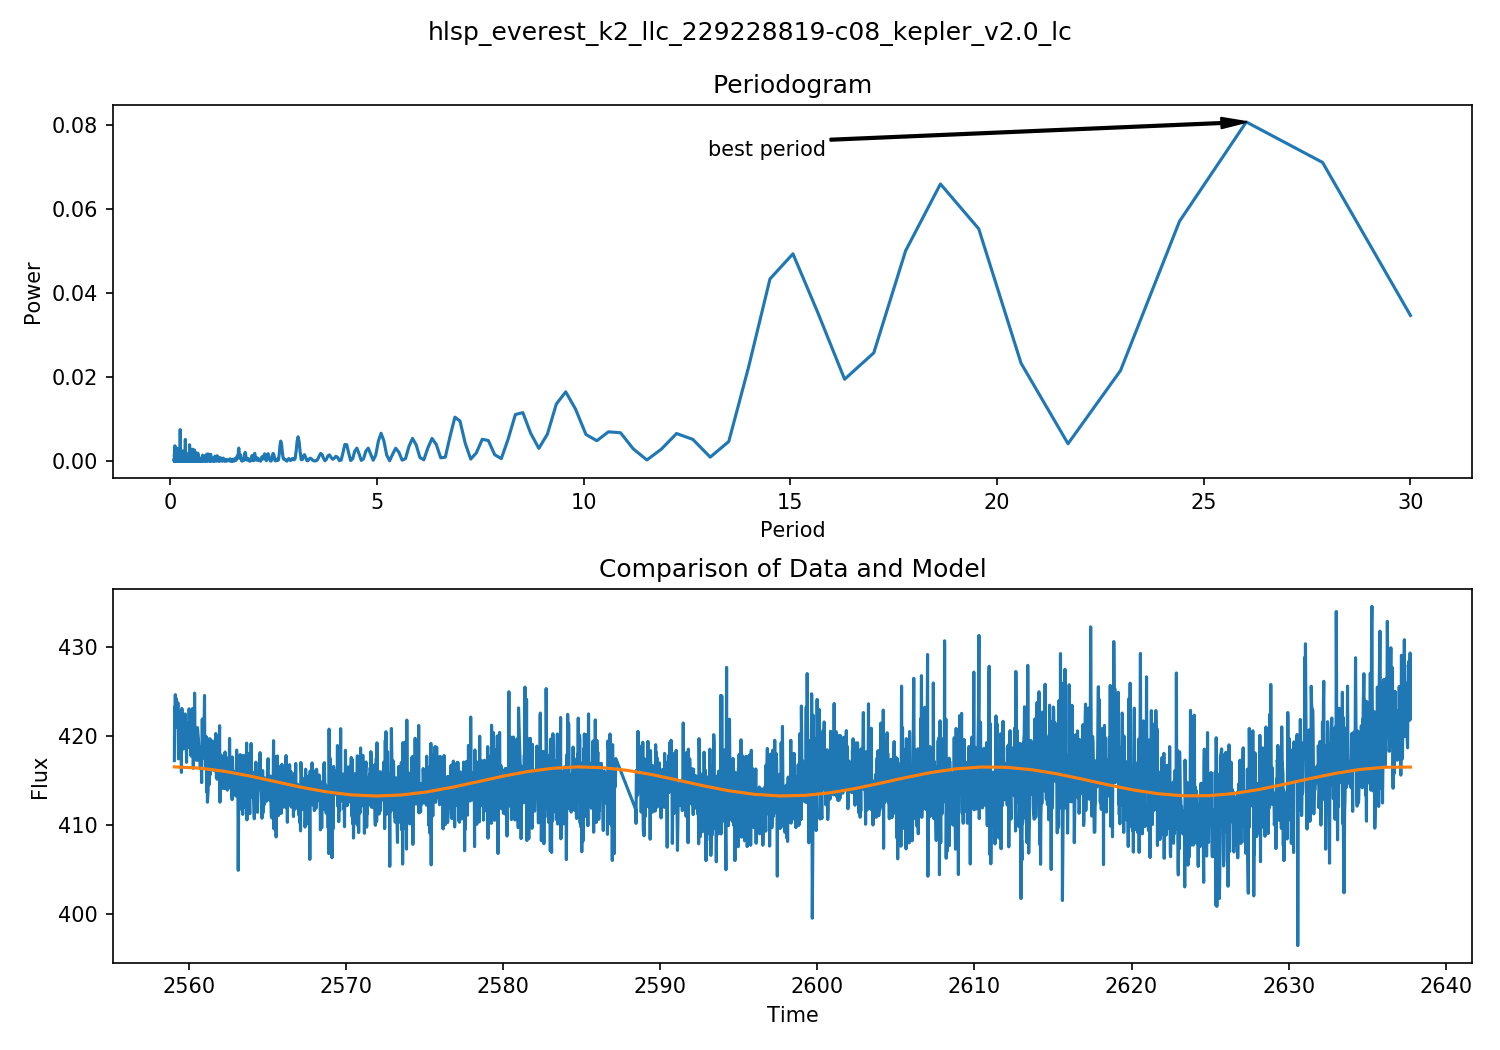 hlsp_everest_k2_llc_229228819-c08_kepler_v2.0_lc
Periodogram
0.08
0.06
0.04
0.02
0.00
Power
best period
0 5 10 15 20 25 30
Period
Comparison of Data and Model
430
420
410
400
Flux
2560 2570 2580 2590 2600 2610 2620 2630 2640
Time